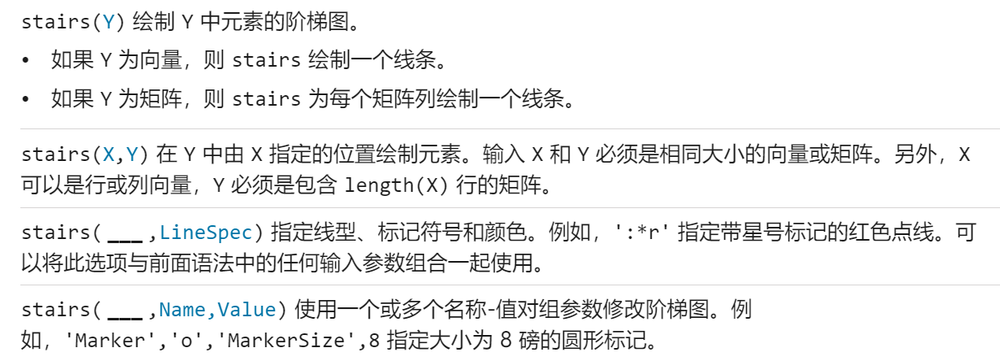 stairs(Y) 绘制 Y 中元素的阶梯图。
• 如果 Y 为向量，则 stairs 绘制一个线条。
• 如果 Y 为矩阵，则 stairs 为每个矩阵列绘制一个线条。
stairs(X,Y) 在 Y 中由 X 指定的位置绘制元素。输入 X 和 Y 必须是相同大小的向量或矩阵。另外，X
可以是行或列向量，Y 必须是包含 length(X) 行的矩阵。
stairs( ___ ,LineSpec) 指定线型、标记符号和颜色。例如，':*r' 指定带星号标记的红色点线。可
以将此选项与前面语法中的任何输入参数组合一起使用。
stairs( ___ ,Name,Value) 使用一个或多个名称-值对组参数修改阶梯图。例
如，'Marker','o','MarkerSize',8 指定大小为 8 磅的圆形标记。